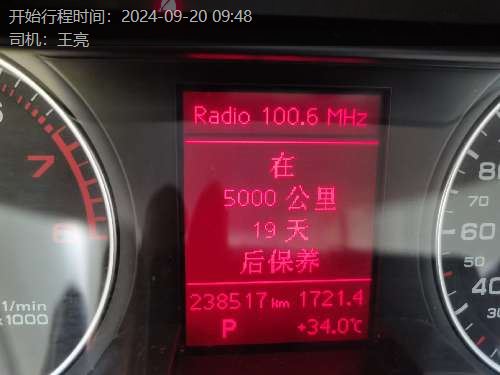 开始行程时间：2024-09-20 09:48
司机：王亮
Radio 100.6 MHz
在
5000 公里
19 天
后保养
238517 km 1721.4
P +34.0℃
7
8
1/min
x1000
80
70
60
50
40
30